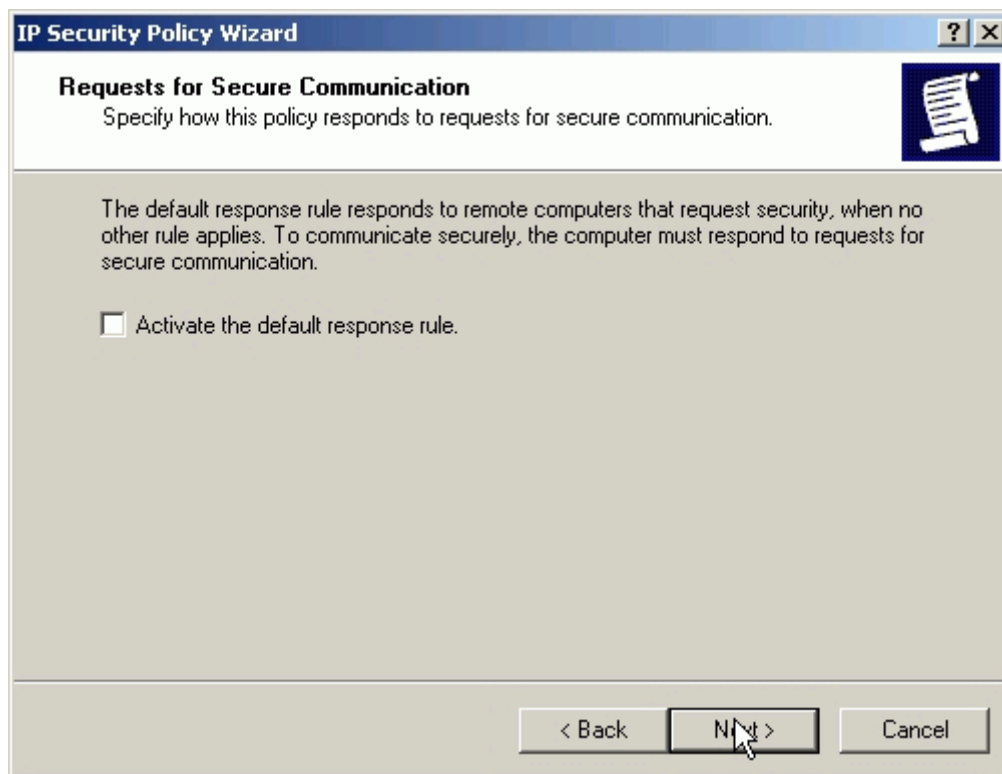 IP Security Policy Wizard
Requests for Secure Communication
Specify how this policy responds to requests for secure communication.
The default response rule responds to remote computers that request security, when no
other rule applies. To communicate securely, the computer must respond to requests for
secure communication.
Activate the default response rule.
< Back
Next >
Cancel